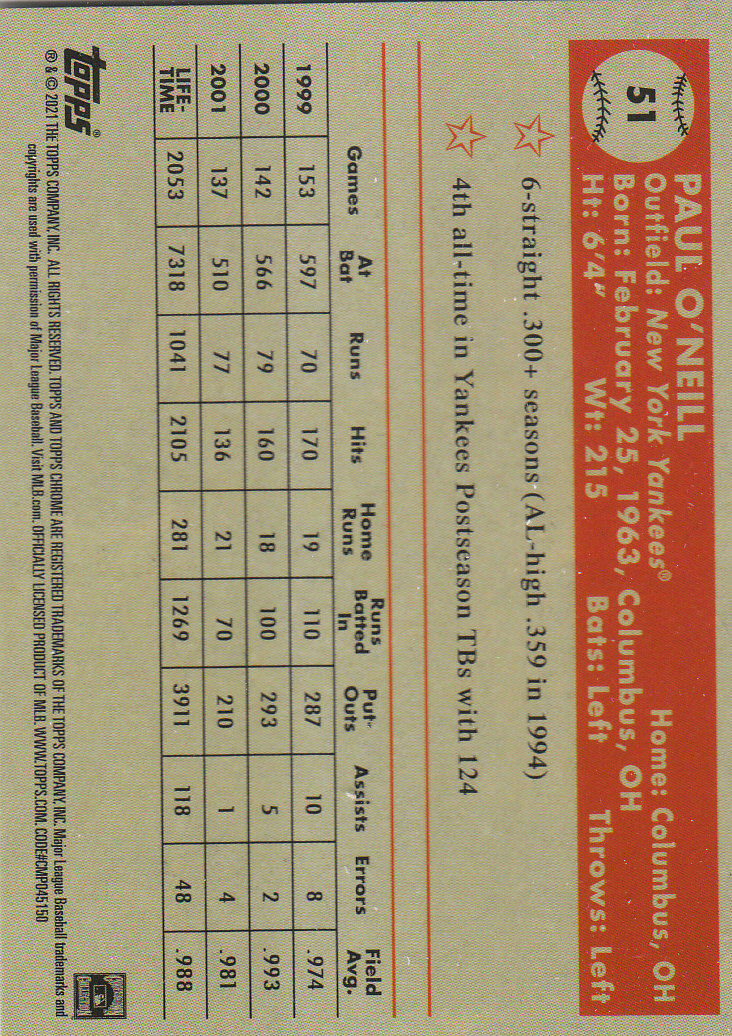 51
PAUL O'NEILL
Outfield: New York Yankees® Home: Columbus, OH
Born: February 25, 1963, Columbus, OH
Ht: 6'4" Wt: 215 Bats: Left Throws: Left
6-straight .300+ seasons (AL-high .359 in 1994)
4th all-time in Yankees Postseason TBs with 124
Games At Bat Runs Hits Home Runs Runs Batted In Put-Outs Assists Errors Field Avg.
1999 153 597 70 170 19 110 287 10 8 .974
2000 142 566 79 160 18 100 293 5 2 .993
2001 137 510 77 136 21 70 210 1 4 .981
LIFE-TIME 2053 7318 1041 2105 281 1269 3911 118 48 .988
topps®
® & © 2021 THE TOPPS COMPANY, INC. ALL RIGHTS RESERVED. TOPPS AND TOPPS CHROME ARE REGISTERED TRADEMARKS OF THE TOPPS COMPANY, INC. Major League Baseball trademarks and
copyrights are used with permission of Major League Baseball. Visit MLB.com. OFFICIALLY LICENSED PRODUCT OF MLB. WWW.TOPPS.COM. CODE#CMP045150